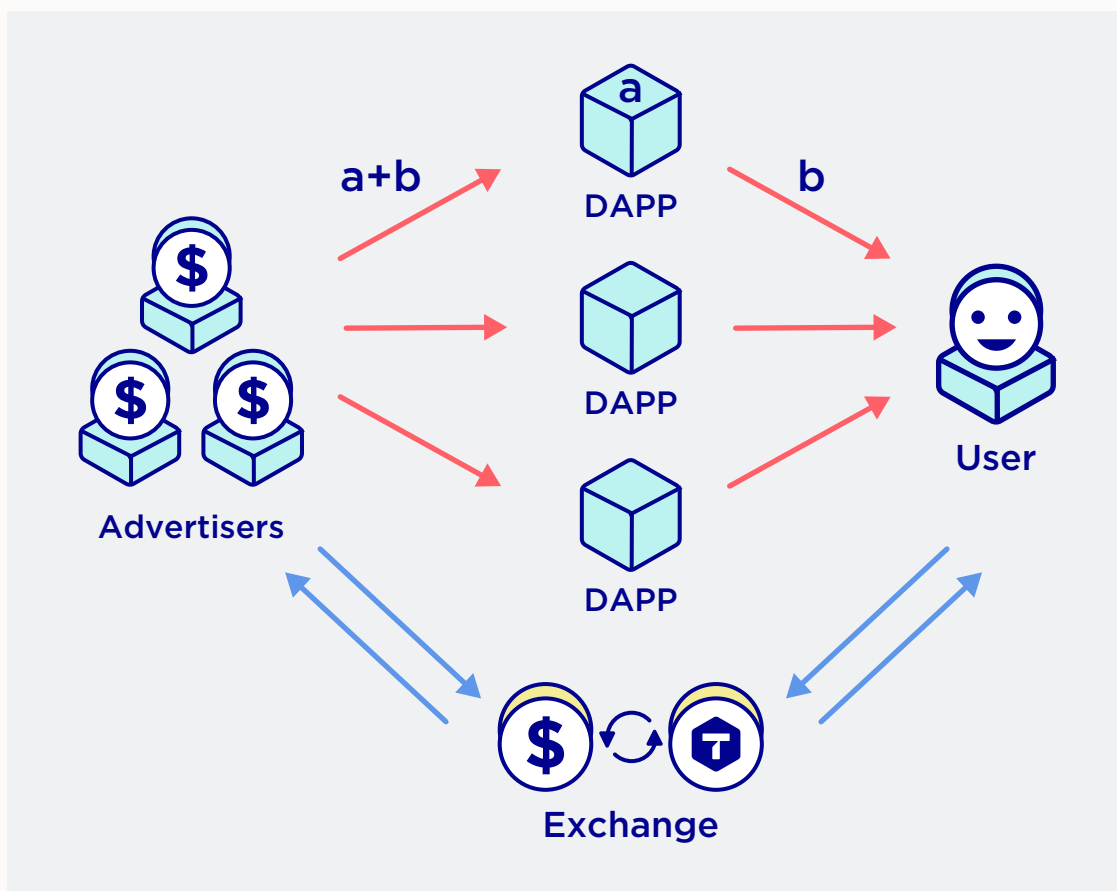 a
a+b
b
DAPP
$
DAPP
$
$
User
Advertisers
DAPP
$
T
Exchange